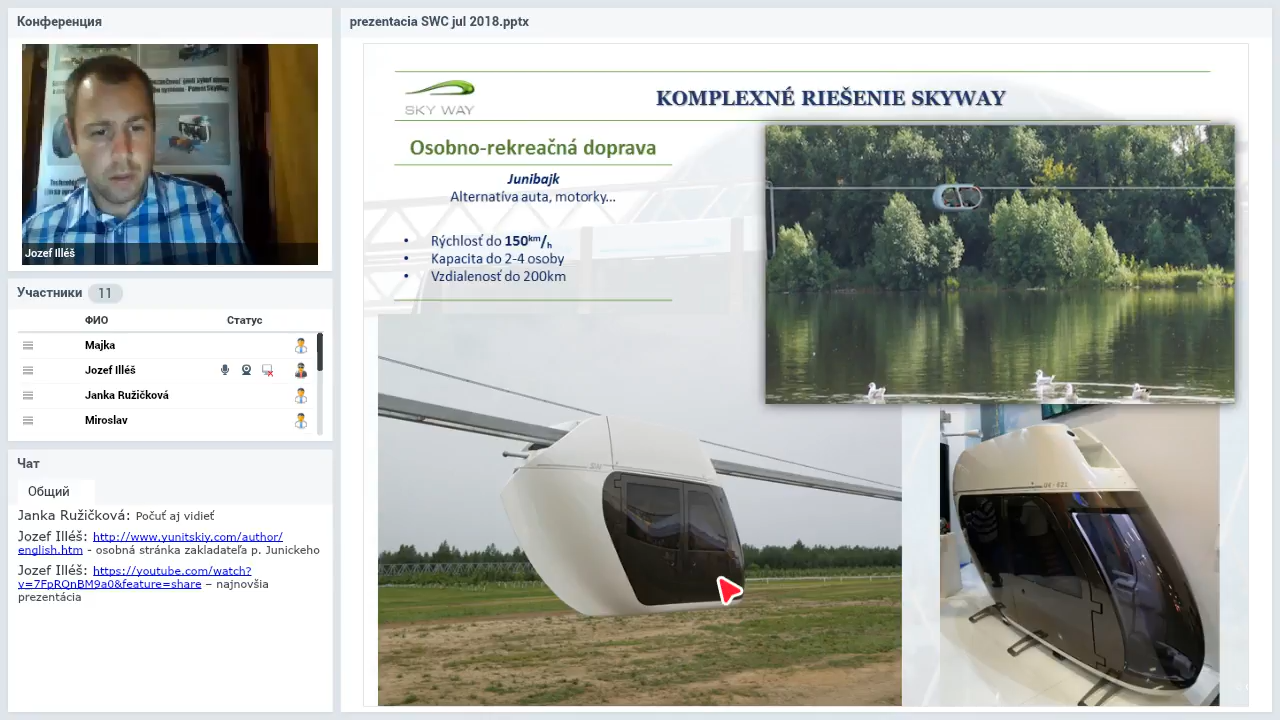 Конференция
Jozef Illéš
Участники 11
ФИО Статус
Majka
Jozef Illéš
Janka Ružičková
Miroslav
Чат
Общий
Janka Ružičková: Počuť aj vidieť
Jozef Illéš: http://www.yunitskiy.com/author/
english.htm - osobná stránka zakladateľa p. Junickeho
Jozef Illéš: https://youtube.com/watch?
v=7FpRQnBM9a0&feature=share – najnovšia
prezentácia
prezentacia SWC jul 2018.pptx
SKY WAY
KOMPLEXNÉ RIEŠENIE SKYWAY
Osobno-rekreačná doprava
Junibajk
Alternatíva auta, motorky...
• Rýchlosť do 150km/h
• Kapacita do 2-4 osoby
• Vzdialenosť do 200km